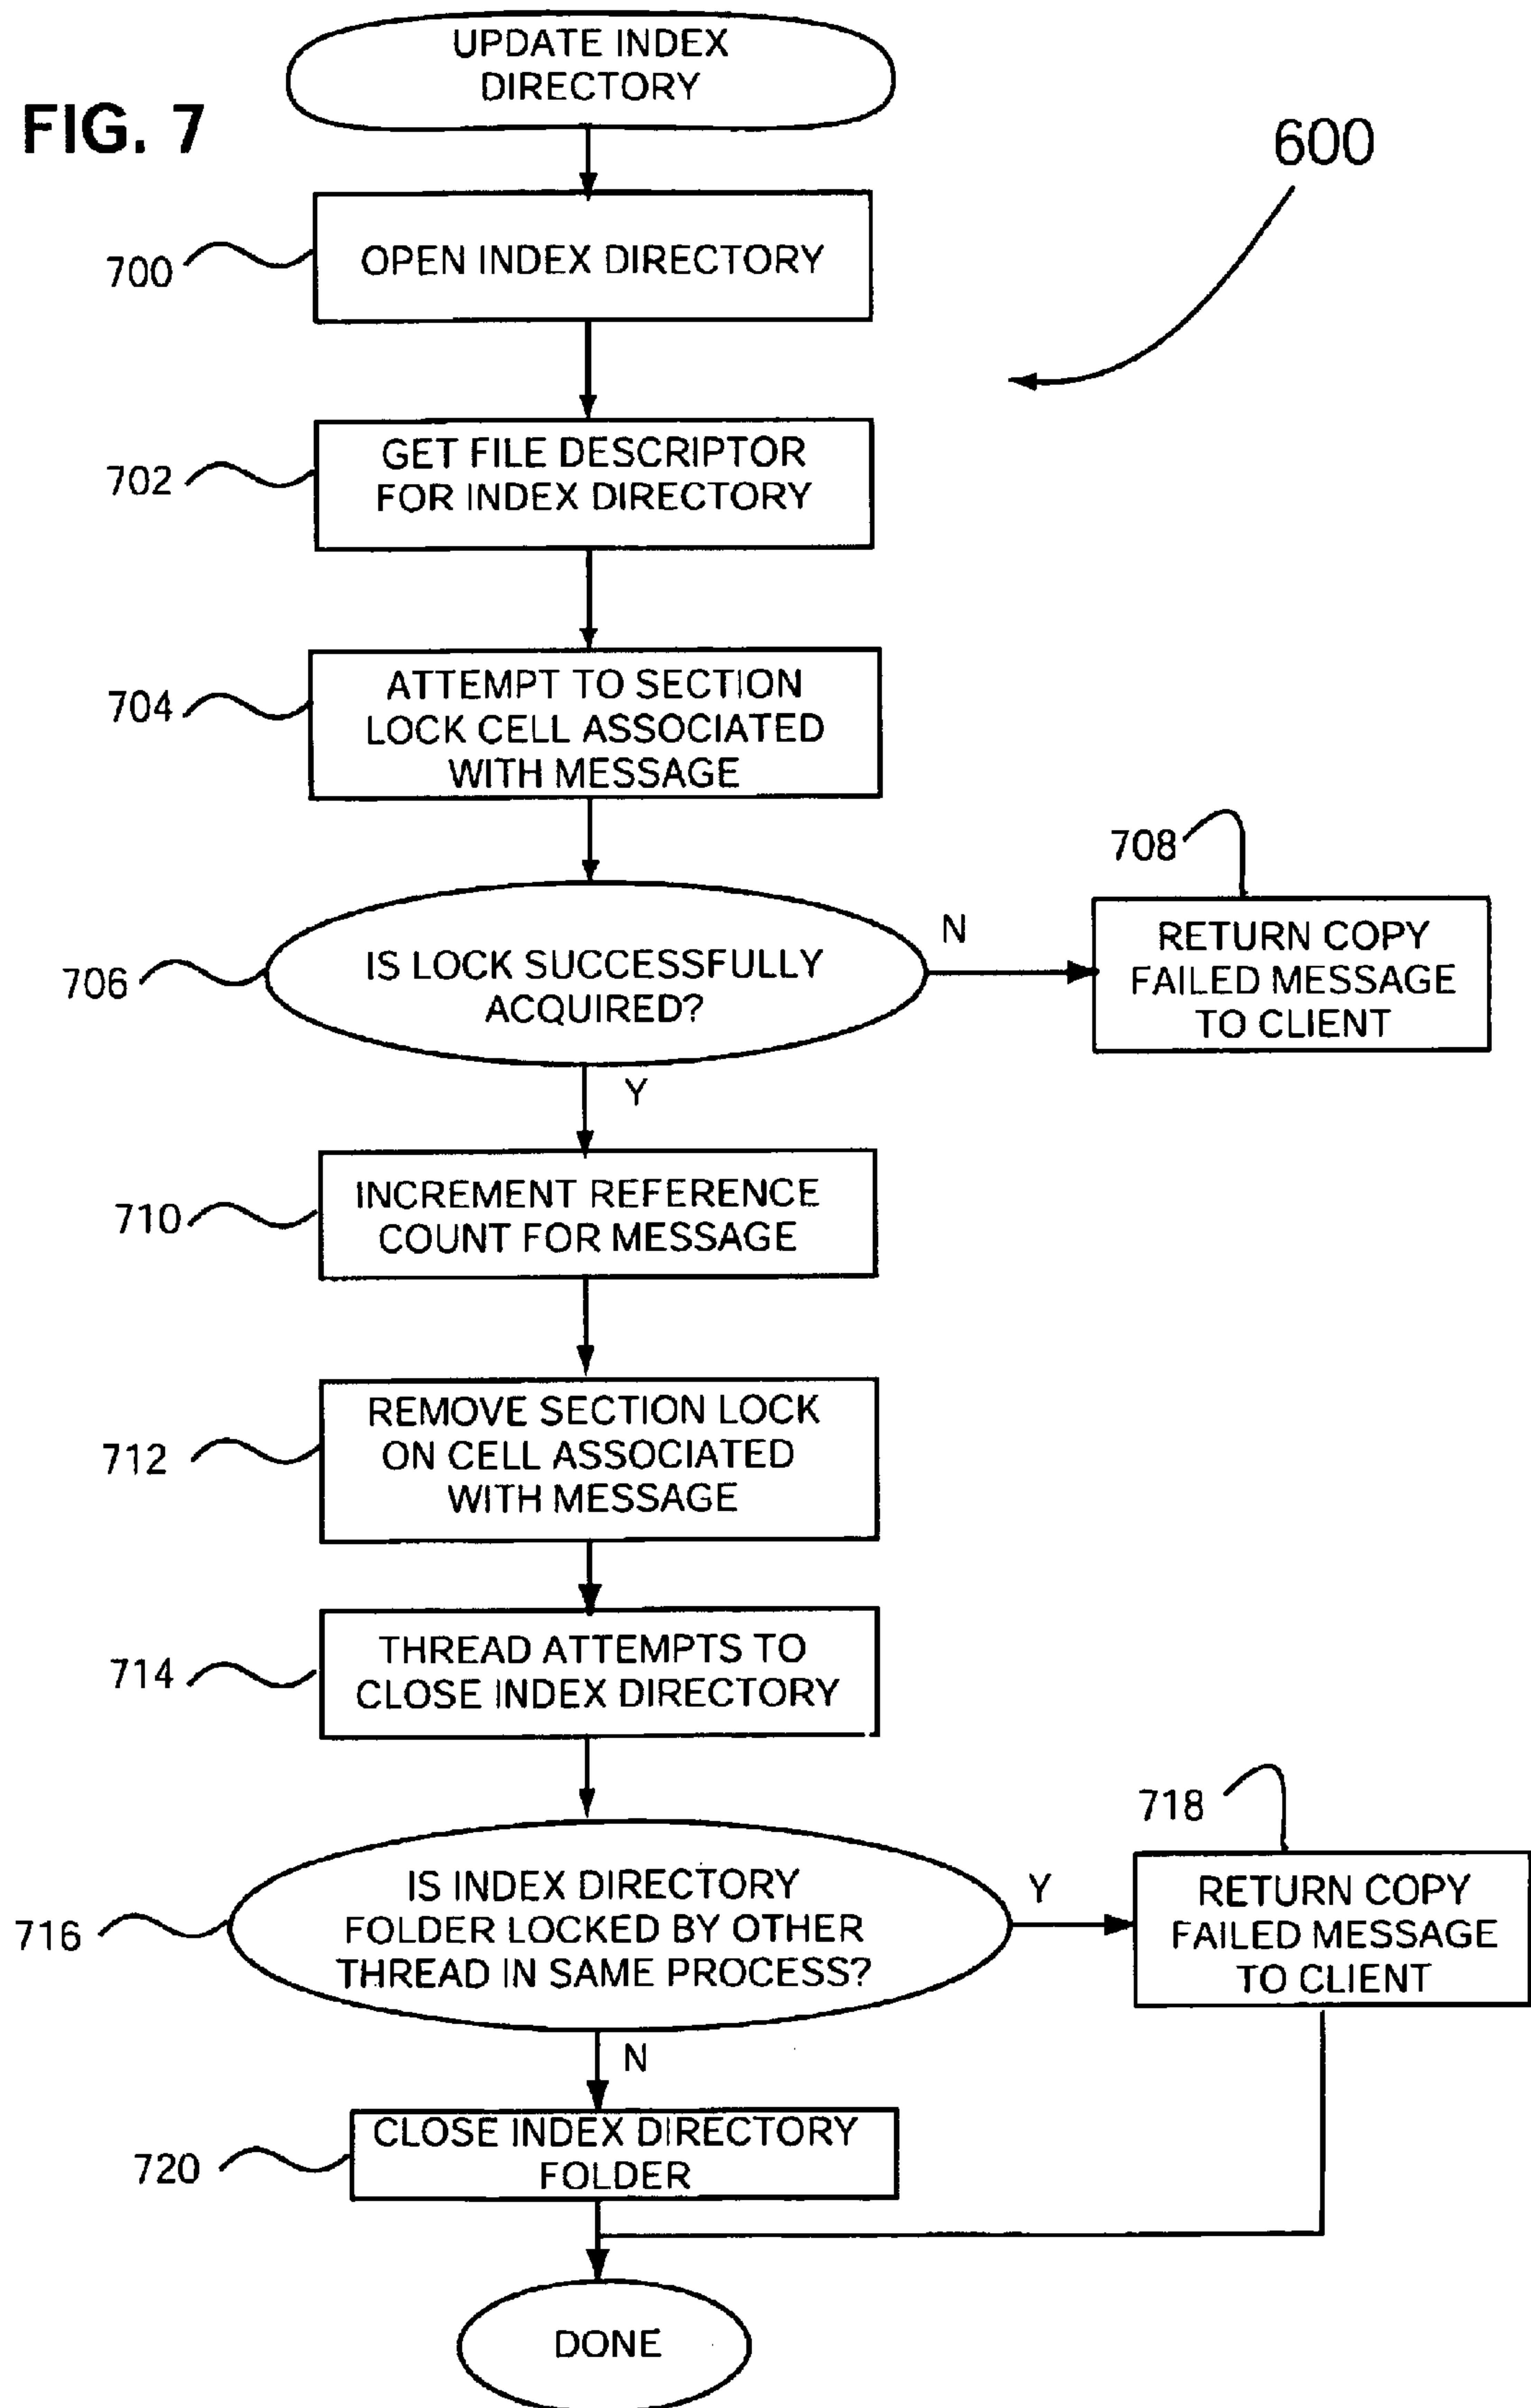 UPDATE INDEX
DIRECTORY
FIG. 7
600
700
OPEN INDEX DIRECTORY
702
GET FILE DESCRIPTOR
FOR INDEX DIRECTORY
704
ATTEMPT TO SECTION
LOCK CELL ASSOCIATED
WITH MESSAGE
706
IS LOCK SUCCESSFULLY
ACQUIRED?
N
708
RETURN COPY
FAILED MESSAGE
TO CLIENT
Y
710
INCREMENT REFERENCE
COUNT FOR MESSAGE
712
REMOVE SECTION LOCK
ON CELL ASSOCIATED
WITH MESSAGE
714
THREAD ATTEMPTS TO
CLOSE INDEX DIRECTORY
716
IS INDEX DIRECTORY
FOLDER LOCKED BY OTHER
THREAD IN SAME PROCESS?
Y
718
RETURN COPY
FAILED MESSAGE
TO CLIENT
N
720
CLOSE INDEX DIRECTORY
FOLDER
DONE